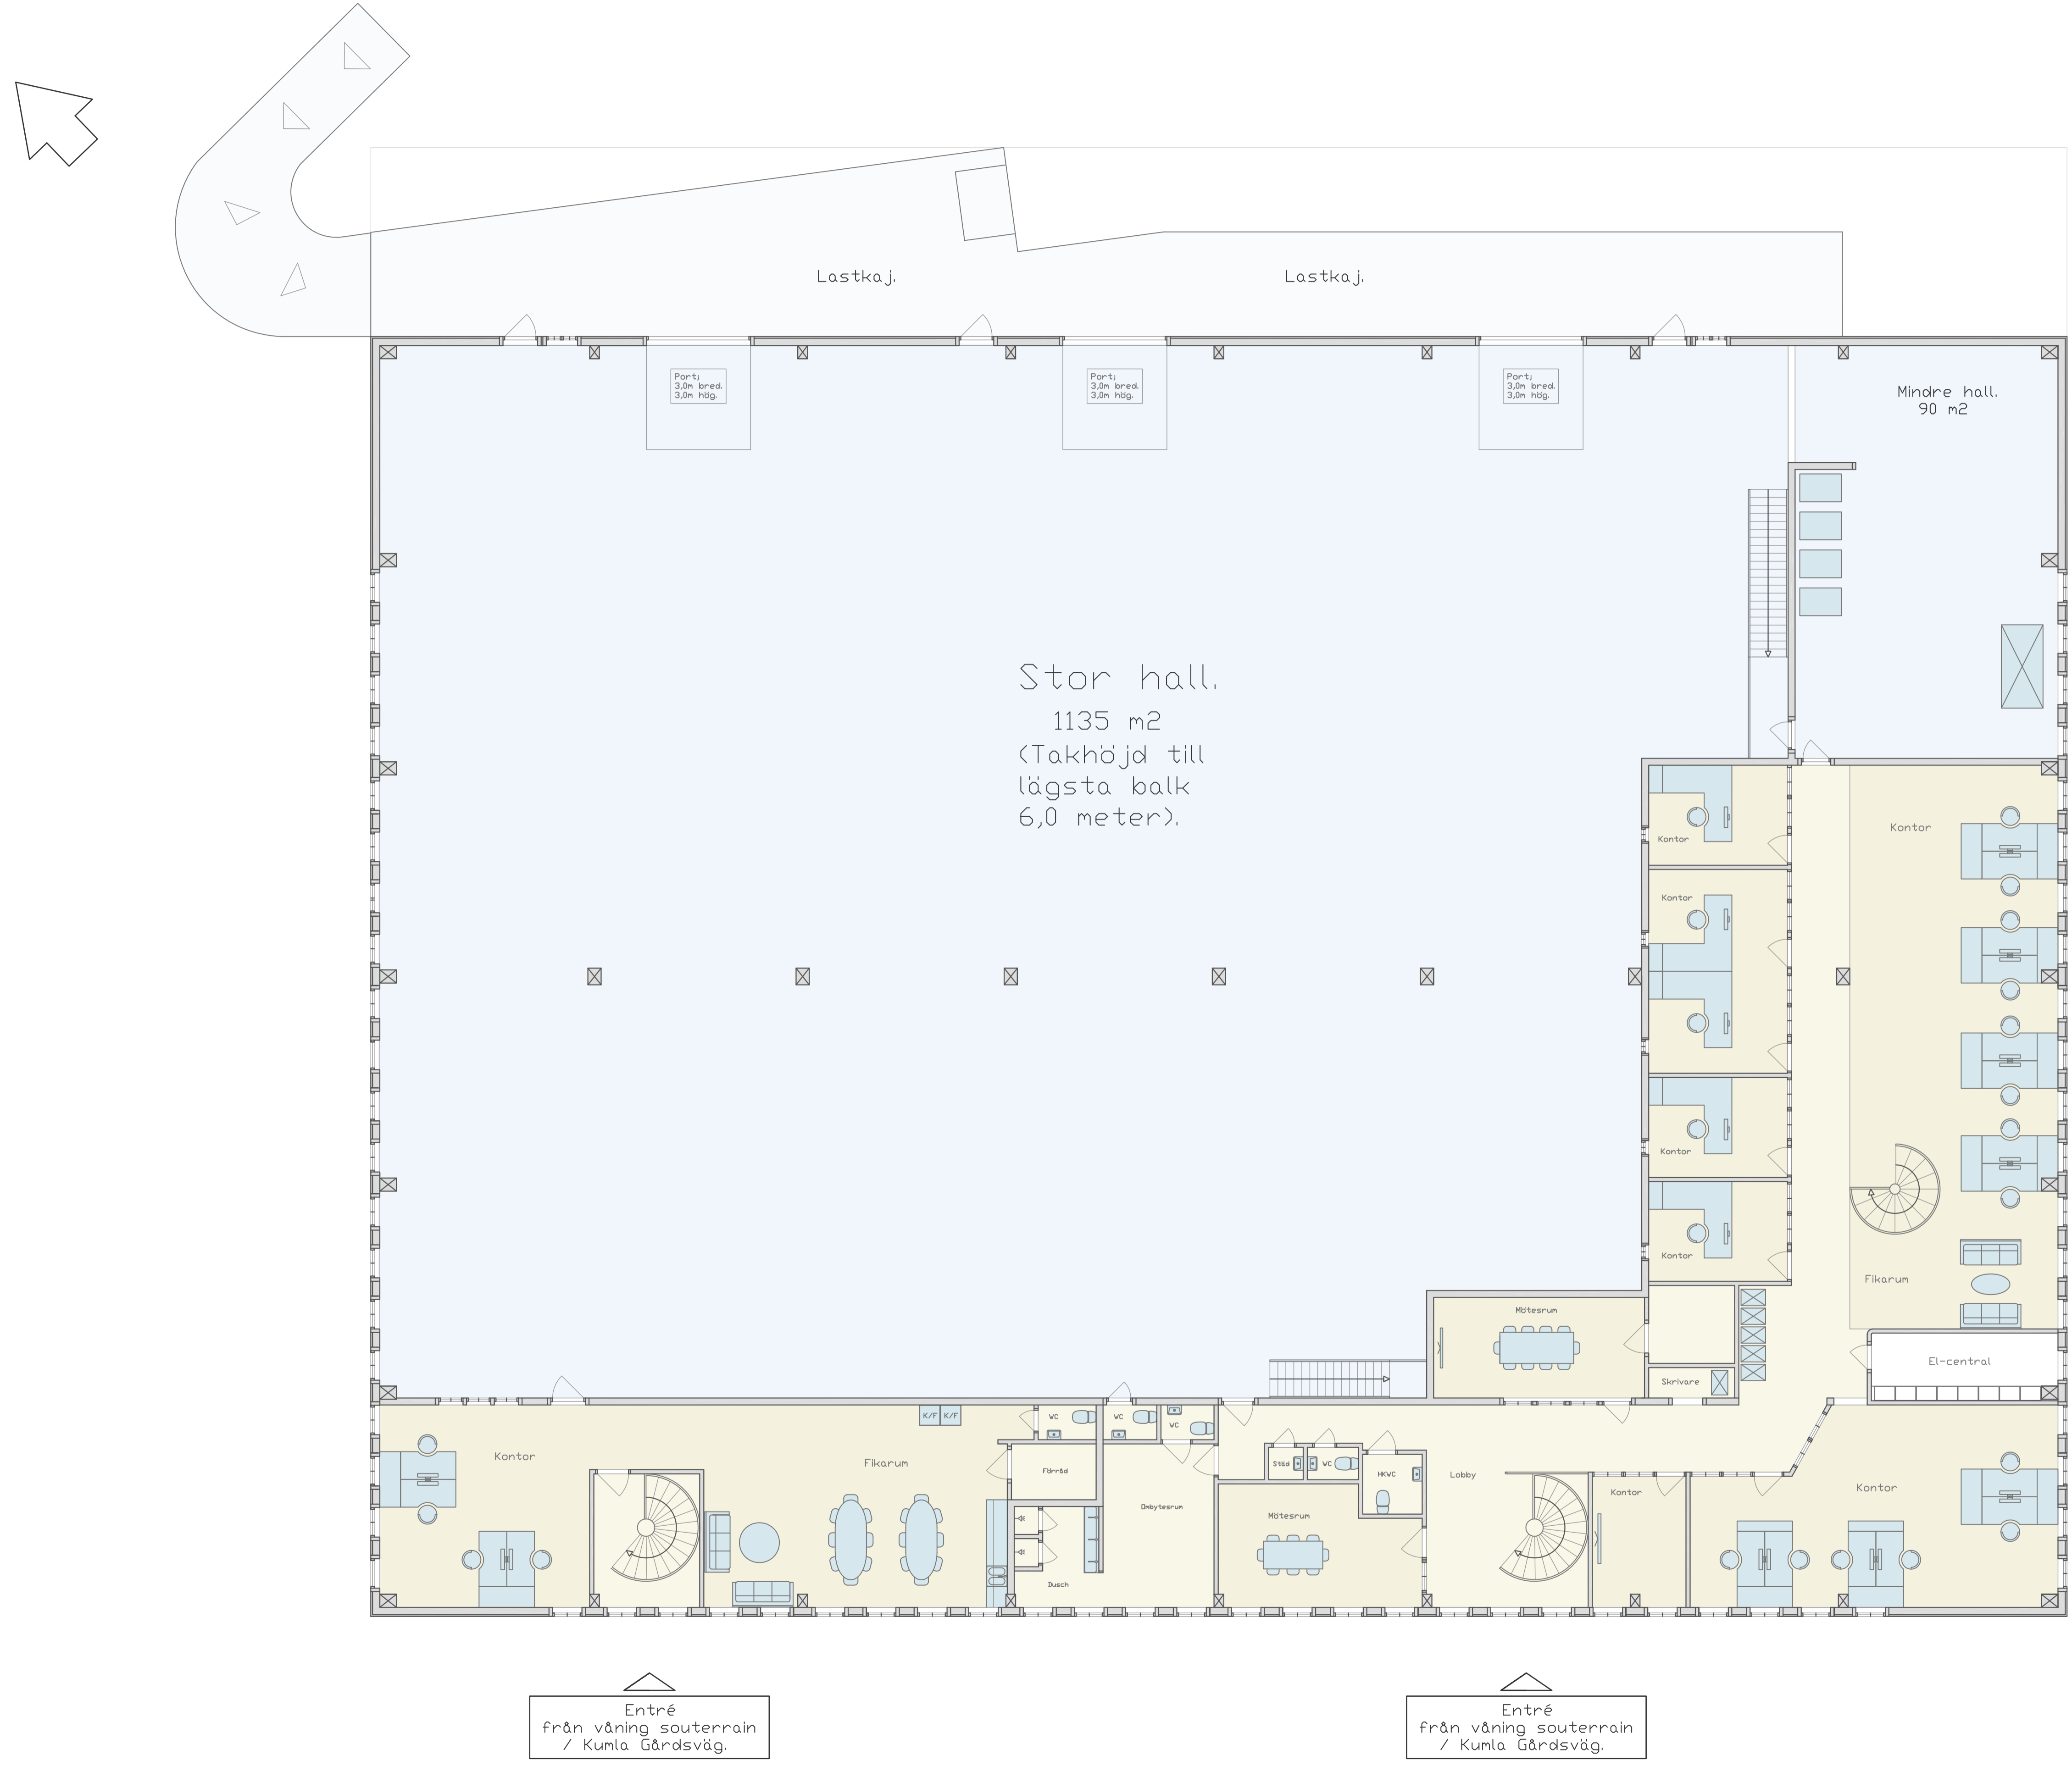 Lastkaj.
Lastkaj.
Port;
3,0m bred.
3,0m hög.
Port;
3,0m bred.
3,0m hög.
Port;
3,0m bred.
3,0m hög.
Mindre hall.
90 m2
Stor hall.
1135 m2
(Takhöjd till
lägsta balk
6,0 meter).
Kontor
Kontor
Kontor
Kontor
Kontor
Fikarum
Mötesrum
El-central
Skrivare
K/F
K/F
WC
WC
WC
Kontor
Fikarum
Förråd
Städ
WC
HKWC
Lobby
Kontor
Kontor
Ombytesrum
Mötesrum
Dusch
Entré
från våning souterrain
/ Kumla Gårdsväg.
Entré
från våning souterrain
/ Kumla Gårdsväg.